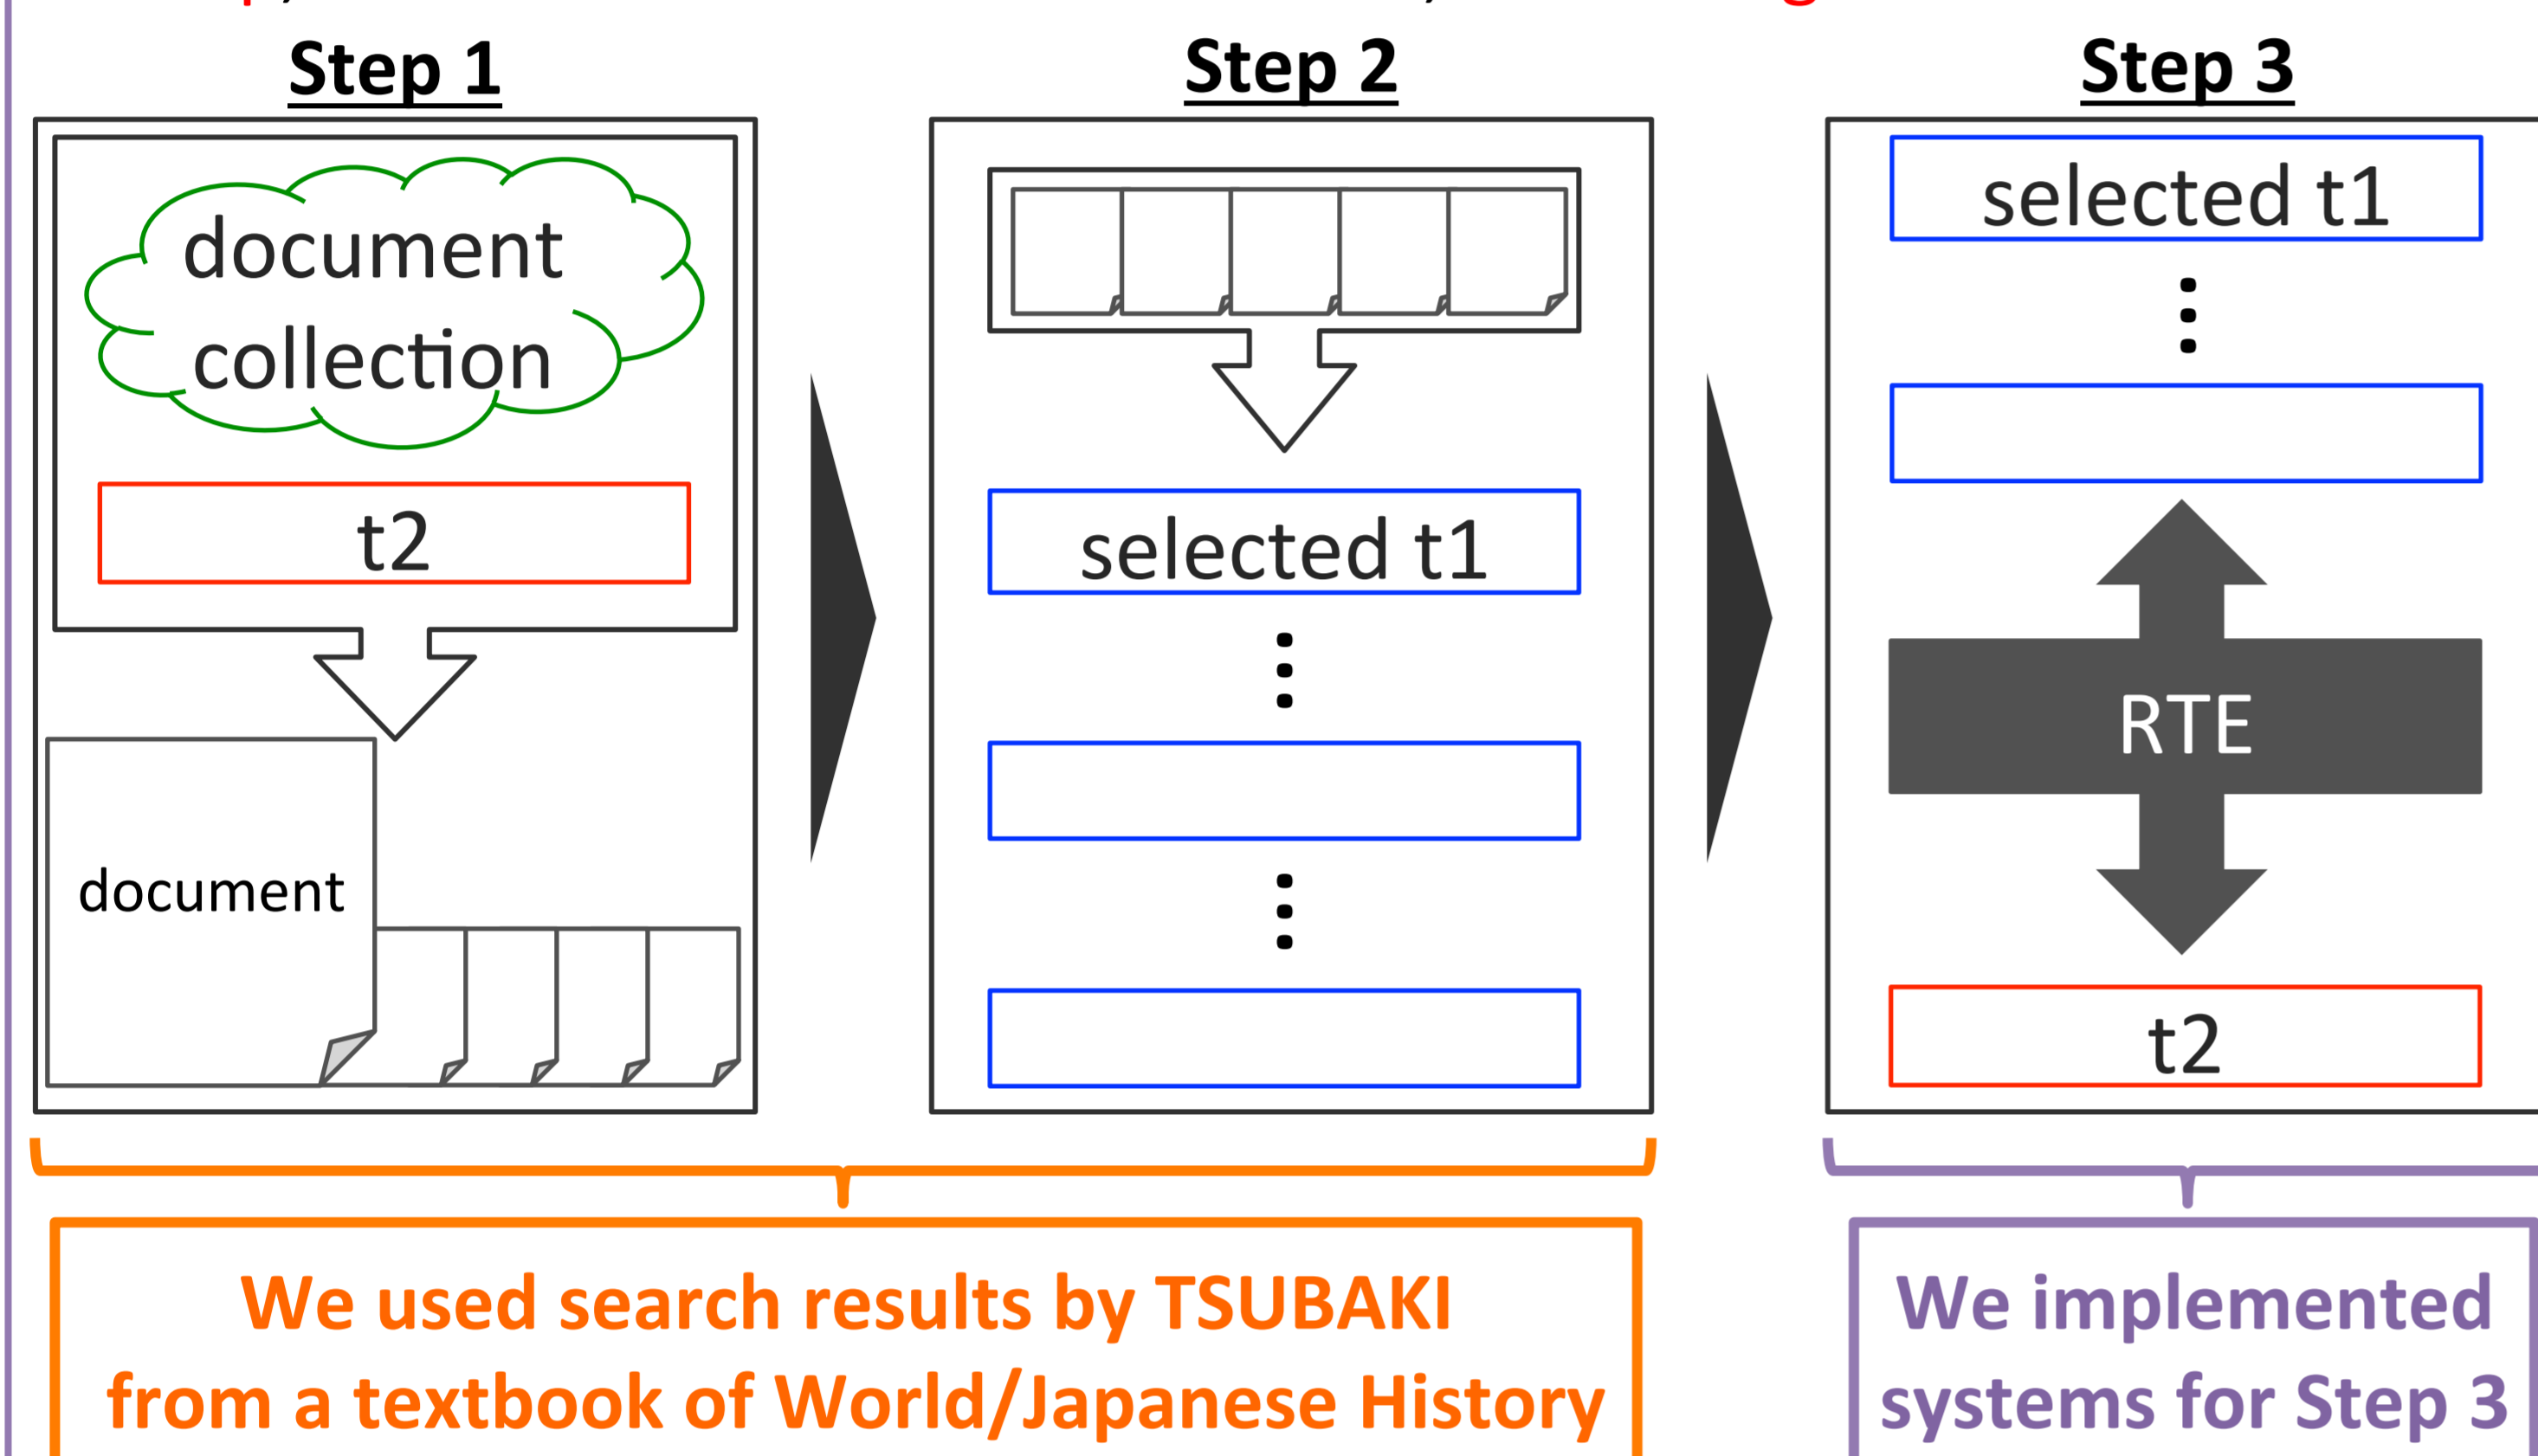 Step 1
Step 2
Step 3
document
collection
t2
document
selected t1
selected t1
RTE
t2
We used search results by TSUBAKI
from a textbook of World/Japanese History
We implemented
systems for Step 3